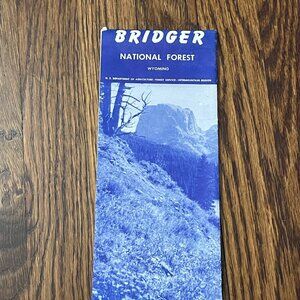 BRIDGER
NATIONAL FOREST
WYOMING
U. S. DEPARTMENT OF AGRICULTURE - FOREST SERVICE - INTERMOUNTAIN REGION